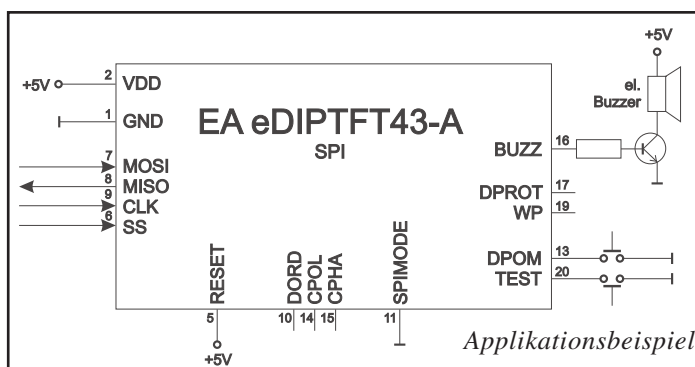 +5V
2 VDD
+5V
el.
Buzzer
1 GND
EA eDIPTFT43-A
SPI
7 MOSI
8 MISO
9 CLK
6 SS
BUZZ 16
DPROT 17
WP 19
DPOM 13
TEST 20
RESET
DORD
CPOL
CPHA
SPIMODE
5
10
14
15
11
+5V
Applikationsbeispiel